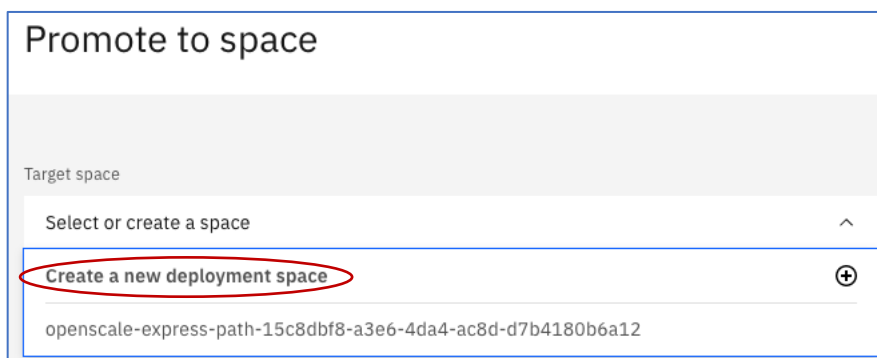 Promote to space
Target space
Select or create a space
Create a new deployment space
openscale-express-path-15c8dbf8-a3e6-4da4-ac8d-d7b4180b6a12